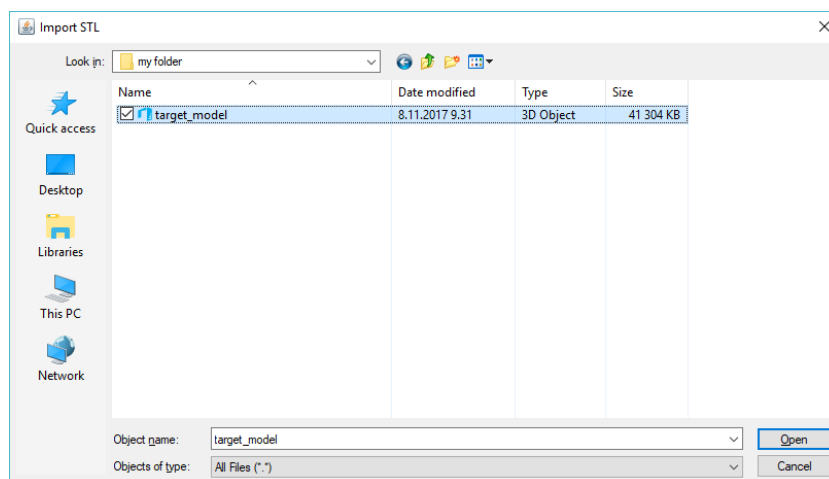 Import STL
Look in: my folder
Name Date modified Type Size
target_model 8.11.2017 9.31 3D Object 41 304 KB
Quick access
Desktop
Libraries
This PC
Network
Object name: target_model Open
Objects of type: All Files (*.*) Cancel